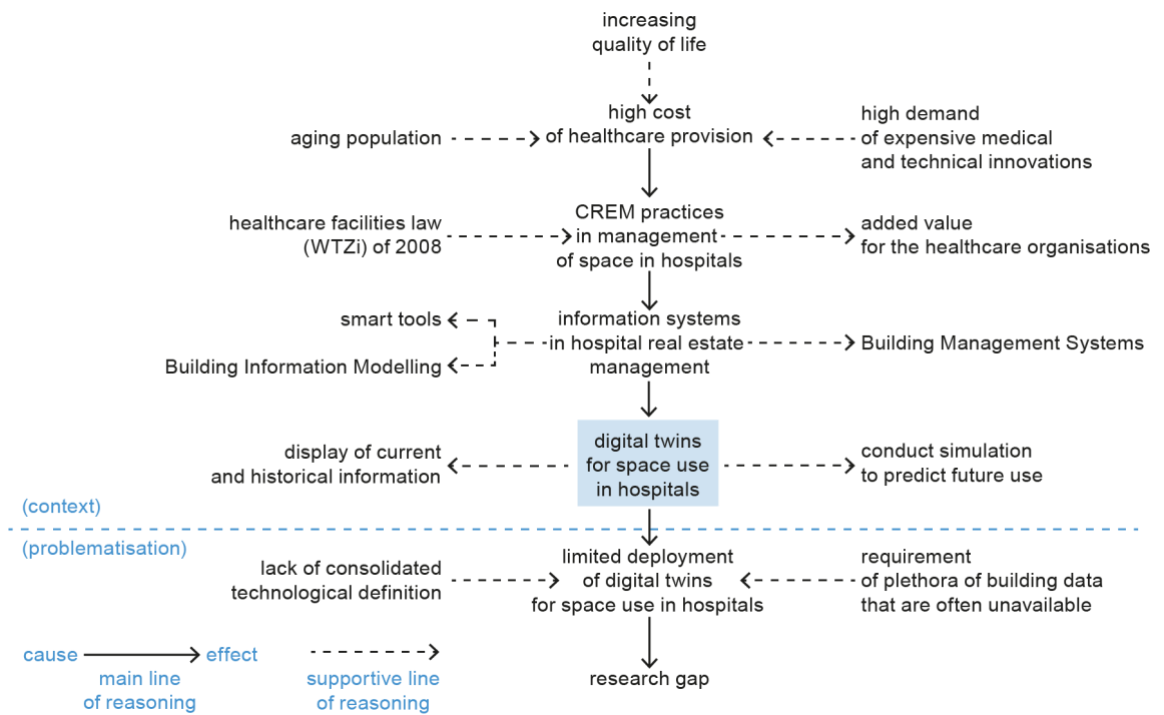 increasing
quality of life
high cost
of healthcare provision
aging population
high demand
of expensive medical
and technical innovations
healthcare facilities law
(WTZi) of 2008
CREM practices
in management
of space in hospitals
added value
for the healthcare organisations
smart tools
Building Information Modelling
information systems
in hospital real estate
management
Building Management Systems
display of current
and historical information
digital twins
for space use
in hospitals
conduct simulation
to predict future use
(context)
(problematisation)
lack of consolidated
technological definition
limited deployment
of digital twins
for space use in hospitals
requirement
of plethora of building data
that are often unavailable
cause
effect
main line
of reasoning
supportive line
of reasoning
research gap